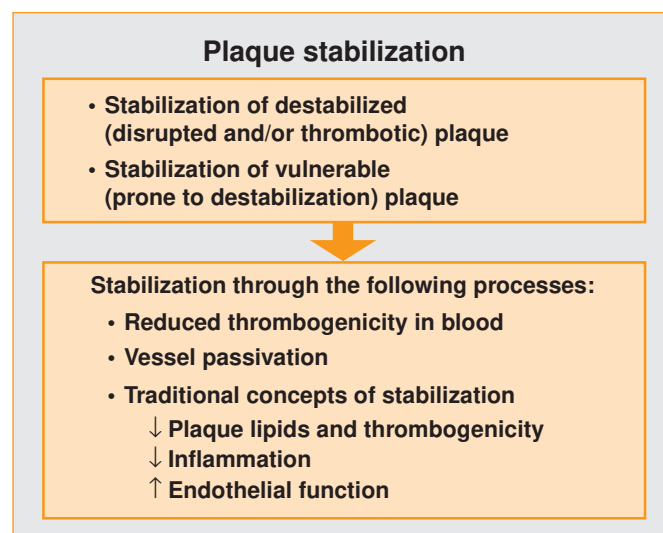 Plaque stabilization
• Stabilization of destabilized
(disrupted and/or thrombotic) plaque
• Stabilization of vulnerable
(prone to destabilization) plaque
Stabilization through the following processes:
• Reduced thrombogenicity in blood
• Vessel passivation
• Traditional concepts of stabilization
↓ Plaque lipids and thrombogenicity
↓ Inflammation
↑ Endothelial function